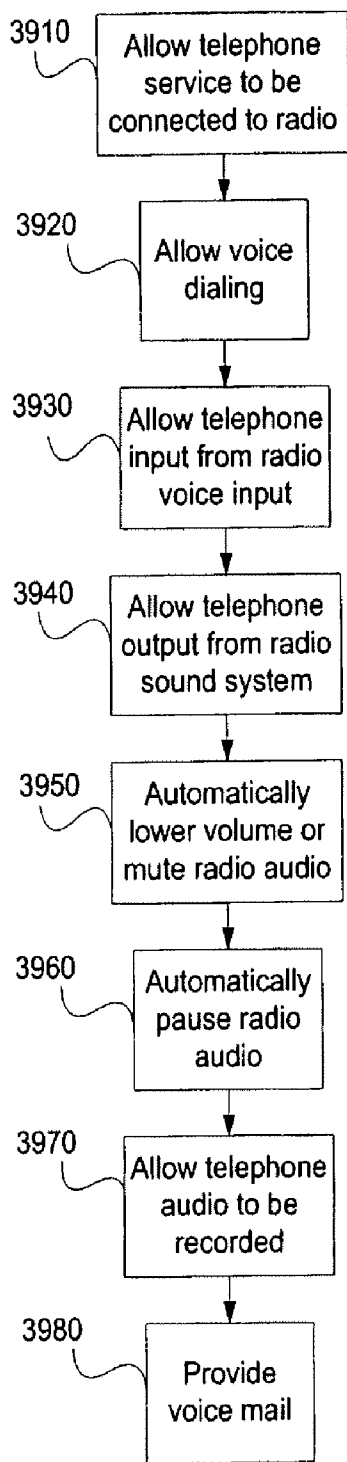 3910
Allow telephone
service to be
connected to radio
3920
Allow voice
dialing
3930
Allow telephone
input from radio
voice input
3940
Allow telephone
output from radio
sound system
3950
Automatically
lower volume or
mute radio audio
3960
Automatically
pause radio
audio
3970
Allow telephone
audio to be
recorded
3980
Provide
voice mail